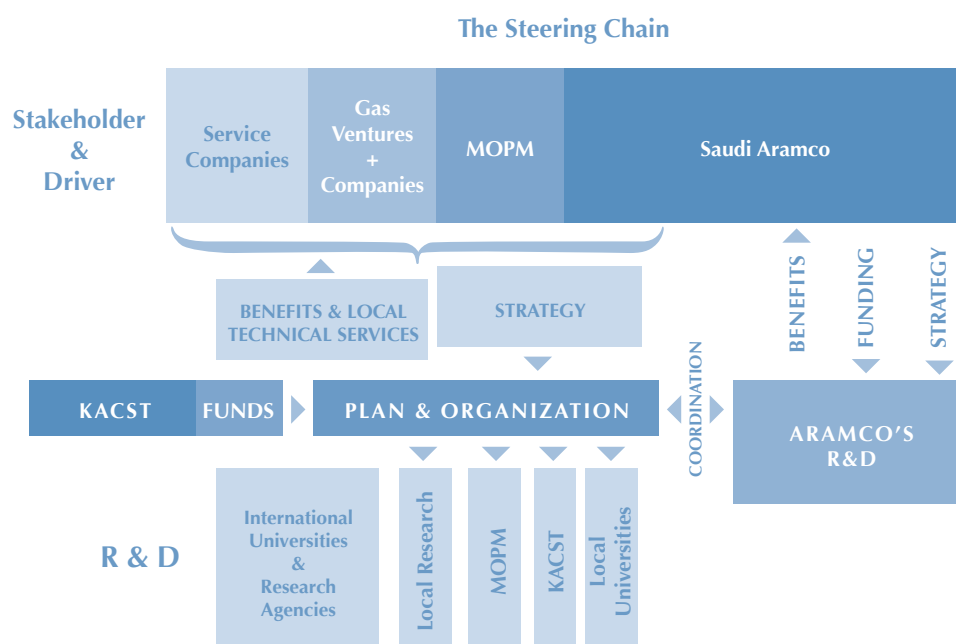 The Steering Chain
Stakeholder
&
Driver
Service
Companies
Gas
Ventures
+
Companies
MOPM
Saudi Aramco
BENEFITS & LOCAL
TECHNICAL SERVICES
STRATEGY
BENEFITS
FUNDING
STRATEGY
KACST
FUNDS
PLAN & ORGANIZATION
COORDINATION
ARAMCO'S
R&D
R & D
International
Universities
&
Research
Agencies
Local Research
MOPM
KACST
Local
Universities